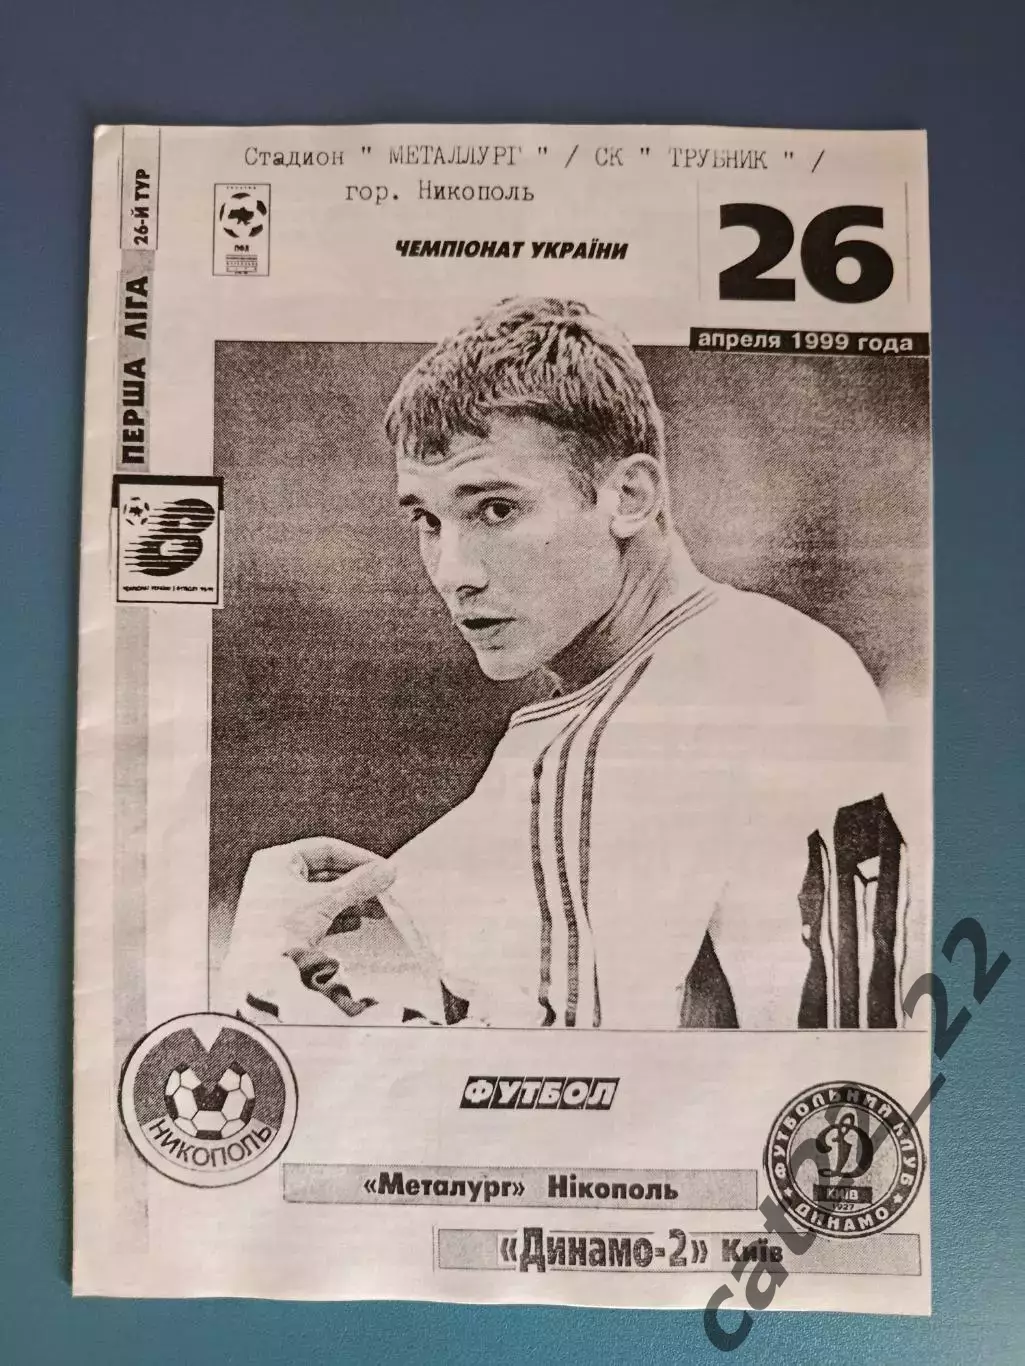 Стадион " МЕТАЛЛУРГ " / СК " ТРУБНИК " /
гор. Никополь
ЧЕМПІОНАТ УКРАЇНИ
26
апреля 1999 года
26-Й ТУР
ПЕРША ЛІГА
ПФЛ
ФУТБОЛ
НИКОПОЛЬ
«Металург» Нікополь
«Динамо-2» Київ
ФУТБОЛЬНИЙ КЛУБ
Д
КИЇВ
1927
ДИНАМО